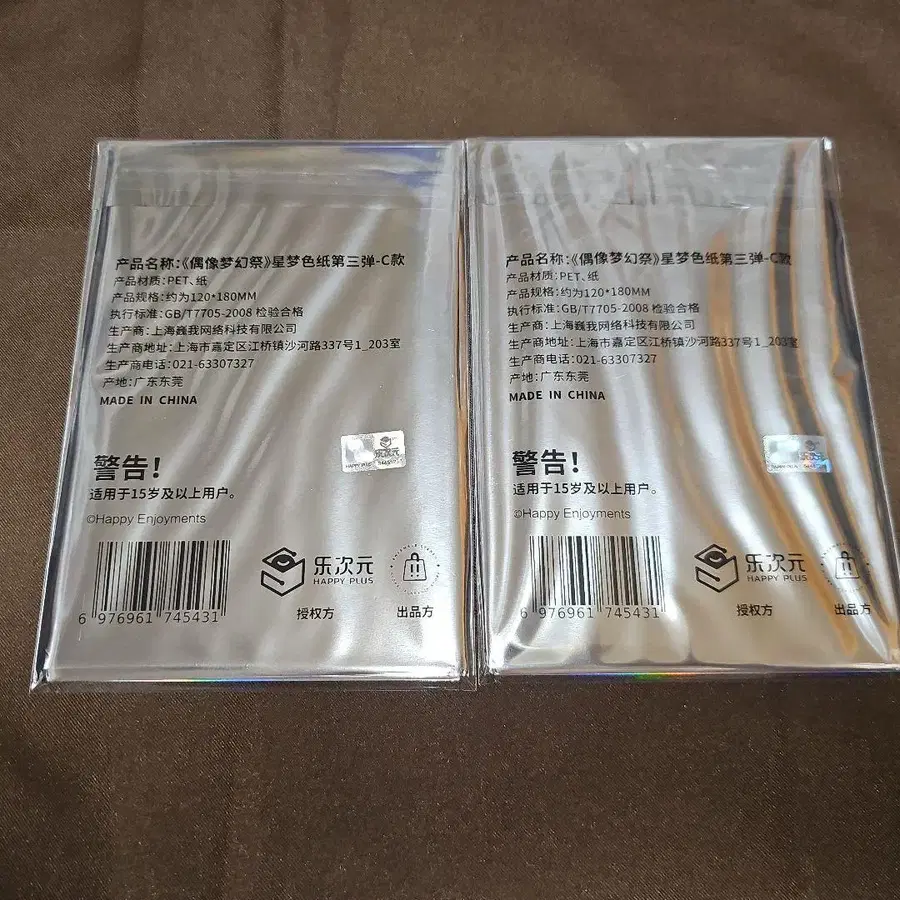 产品名称:《偶像梦幻祭》星梦色纸第三弹-C款
产品材质: PET、纸
产品规格: 约为120*180MM
执行标准: GB/T7705-2008 检验合格
生产商: 上海巍我网络科技有限公司
生产商地址: 上海市嘉定区江桥镇沙河路337号1_203室
生产商电话: 021-63307327
产地: 广东东莞
MADE IN CHINA
乐次元
HAPPY PLUS
警告!
适用于15岁及以上用户。
©Happy Enjoyments
乐次元
HAPPY PLUS
6 976961 745431
授权方
出品方
产品名称:《偶像梦幻祭》星梦色纸第三弹-C款
产品材质: PET、纸
产品规格: 约为120*180MM
执行标准: GB/T7705-2008 检验合格
生产商: 上海巍我网络科技有限公司
生产商地址: 上海市嘉定区江桥镇沙河路337号1_203室
生产商电话: 021-63307327
产地: 广东东莞
MADE IN CHINA
乐次元
HAPPY PLUS
警告!
适用于15岁及以上用户。
©Happy Enjoyments
乐次元
HAPPY PLUS
6 976961 745431
授权方
出品方